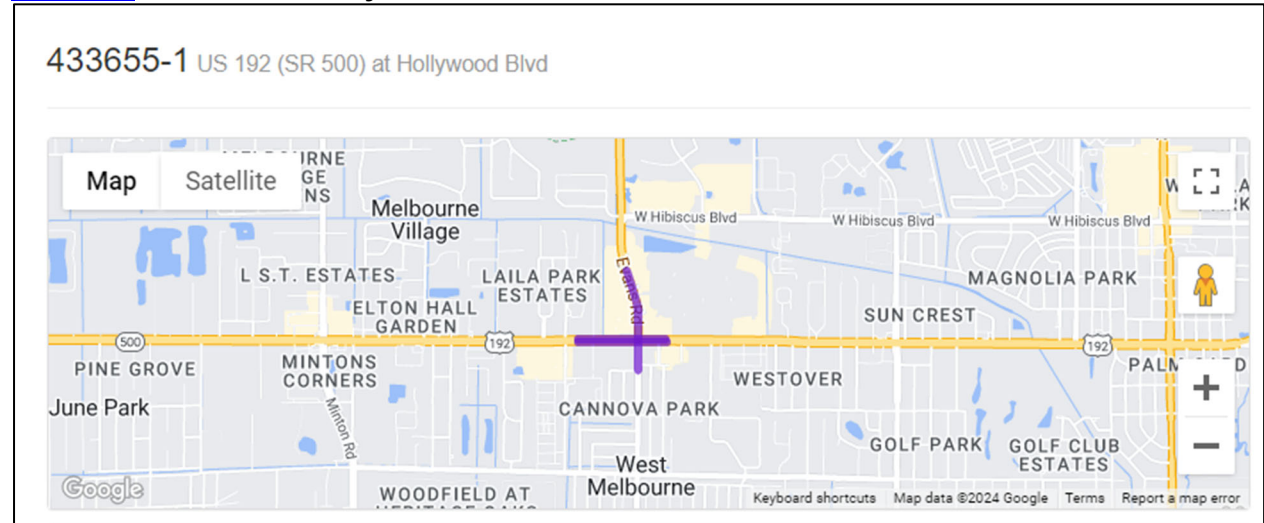 433655-1 US 192 (SR 500) at Hollywood Blvd
Map
Satellite
Melbourne
Village
W Hibiscus Blvd
W Hibiscus Blvd
W Hibiscus Blvd
L S.T. ESTATES
LAILA PARK
ESTATES
Evans Rd
MAGNOLIA PARK
ELTON HALL
GARDEN
SUN CREST
500
192
192
PINE GROVE
MINTONS
CORNERS
WESTOVER
June Park
Minton Rd
CANNOVA PARK
GOLF PARK
GOLF CLUB
ESTATES
West
Melbourne
Google
WOODFIELD AT
Keyboard shortcuts
Map data ©2024 Google
Terms
Report a map error